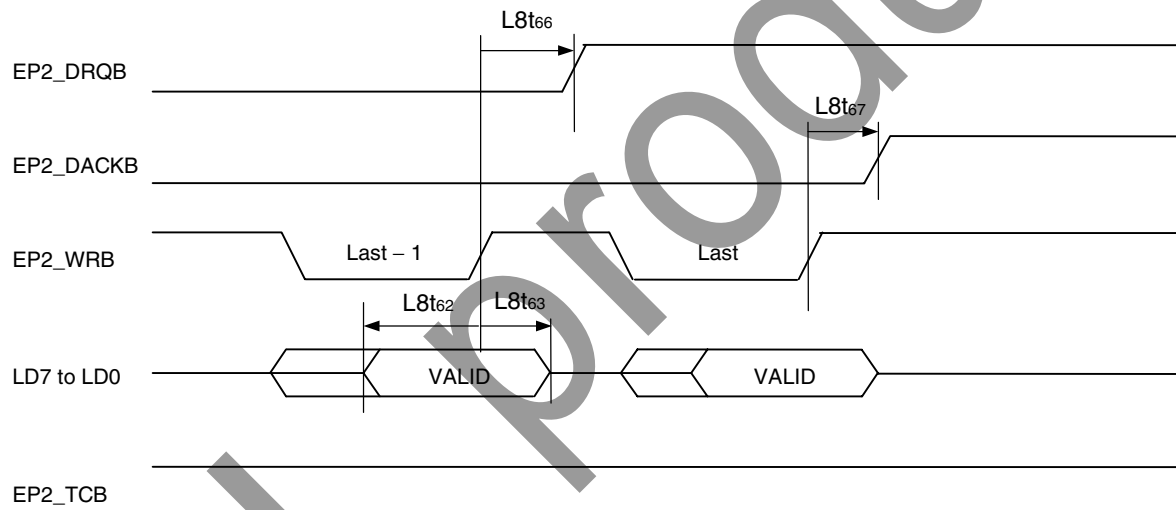 L8t66
EP2_DRQB
L8t67
EP2_DACKB
EP2_WRB
Last – 1
Last
L8t62
L8t63
LD7 to LD0
VALID
VALID
EP2_TCB